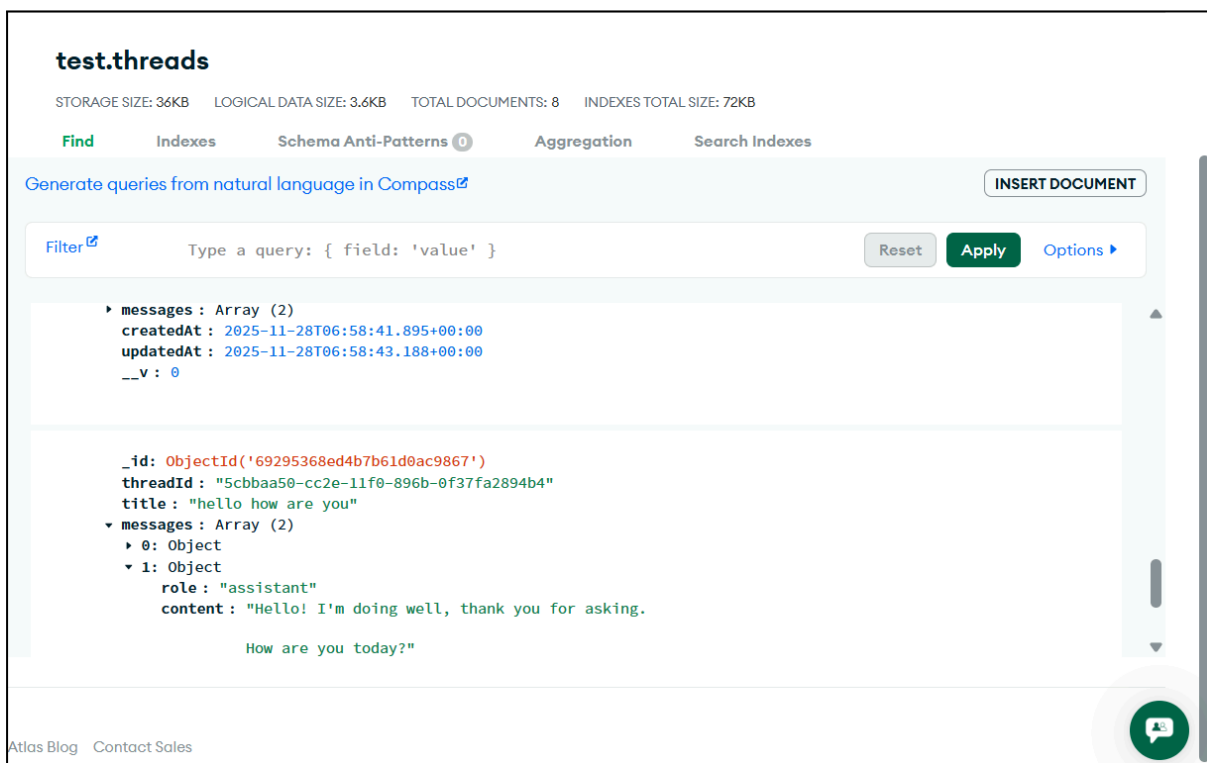 test.threads
STORAGE SIZE: 36KB LOGICAL DATA SIZE: 3.6KB TOTAL DOCUMENTS: 8 INDEXES TOTAL SIZE: 72KB
Find Indexes Schema Anti-Patterns 0 Aggregation Search Indexes
Generate queries from natural language in Compass
INSERT DOCUMENT
Filter Type a query: { field: 'value' } Reset Apply Options
messages : Array (2)
createdAt : 2025-11-28T06:58:41.895+00:00
updatedAt : 2025-11-28T06:58:43.188+00:00
__v : 0
_id: ObjectId('69295368ed4b7b61d0ac9867')
threadId : "5cbbaa50-cc2e-11f0-896b-0f37fa2894b4"
title : "hello how are you"
messages : Array (2)
0: Object
1: Object
role : "assistant"
content : "Hello! I'm doing well, thank you for asking.
How are you today?"
Atlas Blog Contact Sales